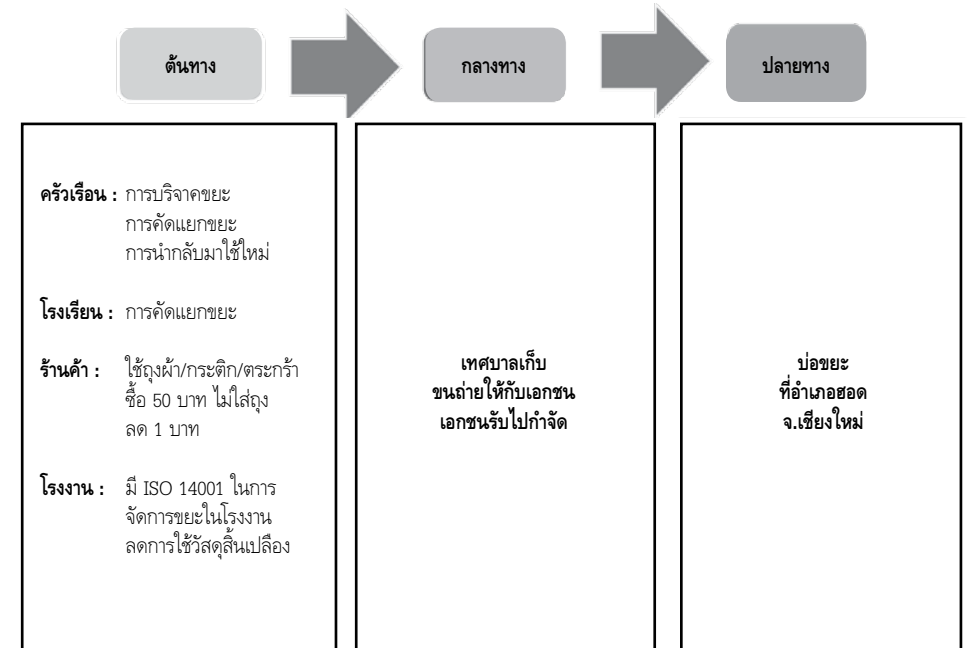 ต้นทาง
กลางทาง
ปลายทาง
ครัวเรือน : การบริจาคขยะ
การคัดแยกขยะ
การนำกลับมาใช้ใหม่
โรงเรียน : การคัดแยกขยะ
ร้านค้า : ใช้ถุงผ้า/กระติก/ตระกร้า
ซื้อ 50 บาท ไม่ใส่ถุง
ลด 1 บาท
โรงงาน : มี ISO 14001 ในการ
จัดการขยะในโรงงาน
ลดการใช้วัสดุสิ้นเปลือง
เทศบาลเก็บ
ขนถ่ายให้กับเอกชน
เอกชนรับไปกำจัด
บ่อขยะ
ที่อำเภอฮอด
จ.เชียงใหม่